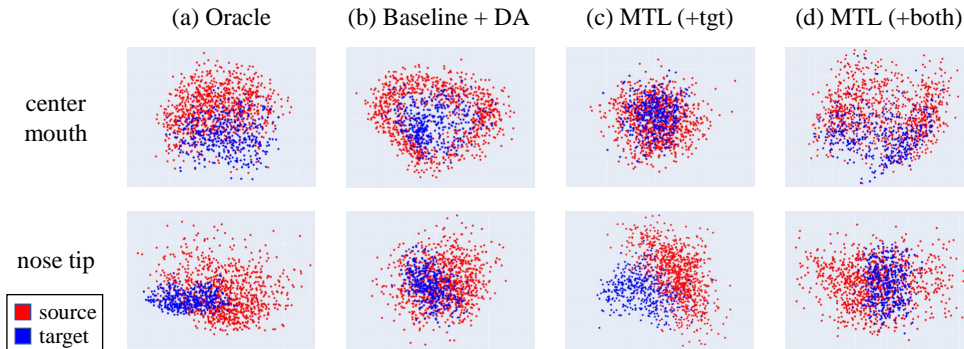 (a) Oracle
(b) Baseline + DA
(c) MTL (+tgt)
(d) MTL (+both)
center
mouth
nose tip
source
target